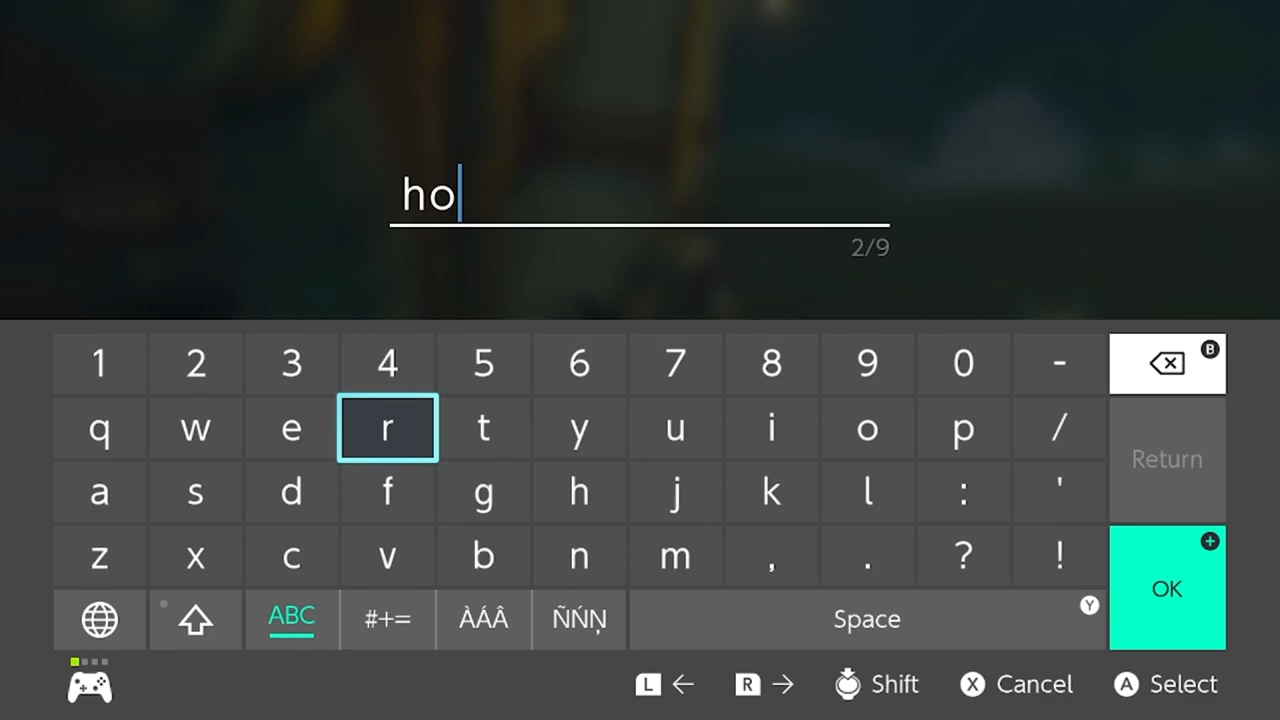 ho
2/9
1 2 3 4 5 6 7 8 9 0 - B
q w e r t y u i o p /
Return
a s d f g h j k l : '
z x c v b n m , . ? !
+
OK
ABC #+= ÀÁÂ ÑŃŅ Space Y
L ← R → Shift X Cancel A Select